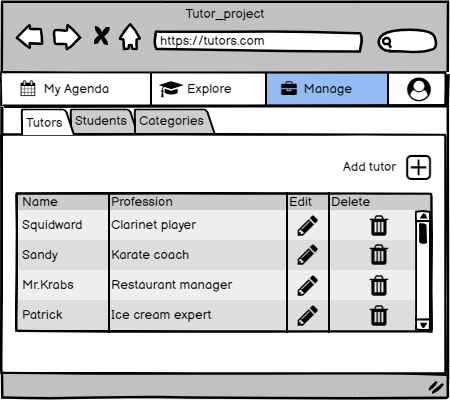 Tutor_project
https://tutors.com
My Agenda Explore Manage
Tutors Students Categories
Add tutor
Name Profession Edit Delete
Squidward Clarinet player
Sandy Karate coach
Mr.Krabs Restaurant manager
Patrick Ice cream expert